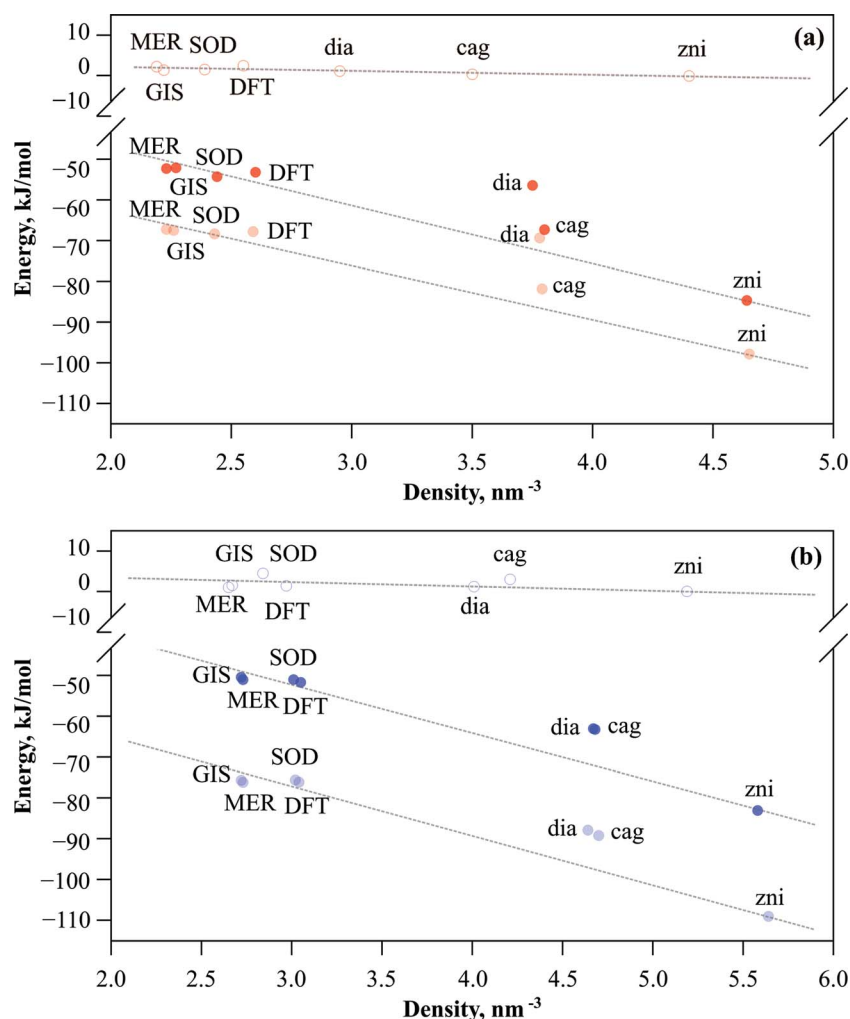 (a)
10
MER SOD dia cag zni
0
GIS DFT
−10
MER SOD
−50
GIS DFT dia
−60
MER SOD dia cag
−70
GIS DFT
−80
cag zni
−90
zni
−100
−110
Energy, kJ/mol
2.0 2.5 3.0 3.5 4.0 4.5 5.0
Density, nm⁻³
(b)
10
GIS SOD cag zni
0
MER DFT dia
−10
SOD
−50
GIS
MER DFT
−60
dia cag
−70
SOD
GIS
−80
MER DFT zni
−90
dia cag
−100
zni
−110
Energy, kJ/mol
2.0 2.5 3.0 3.5 4.0 4.5 5.0 5.5 6.0
Density, nm⁻³